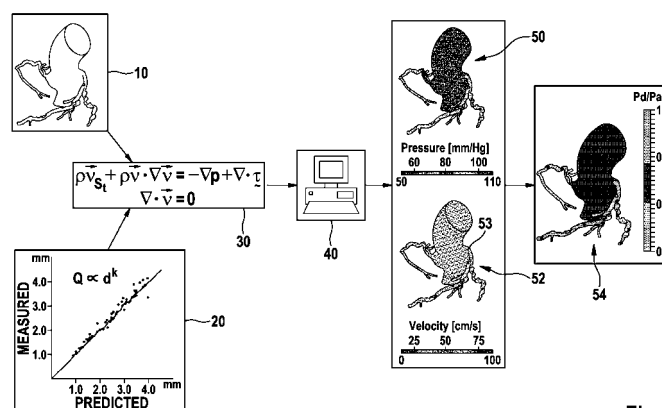 10
ρv⃗St + ρv⃗ · ∇v⃗ = −∇p + ∇ · τ
∇ · v⃗ = 0
30
mm
4.0
3.0
2.0
1.0
MEASURED
Q ∝ dᵏ
1.0 2.0 3.0 4.0 mm
PREDICTED
20
40
50
Pressure [mm/Hg]
60 80 100
50 110
53
52
Velocity [cm/s]
25 50 75
0 100
Pd/Pa
54